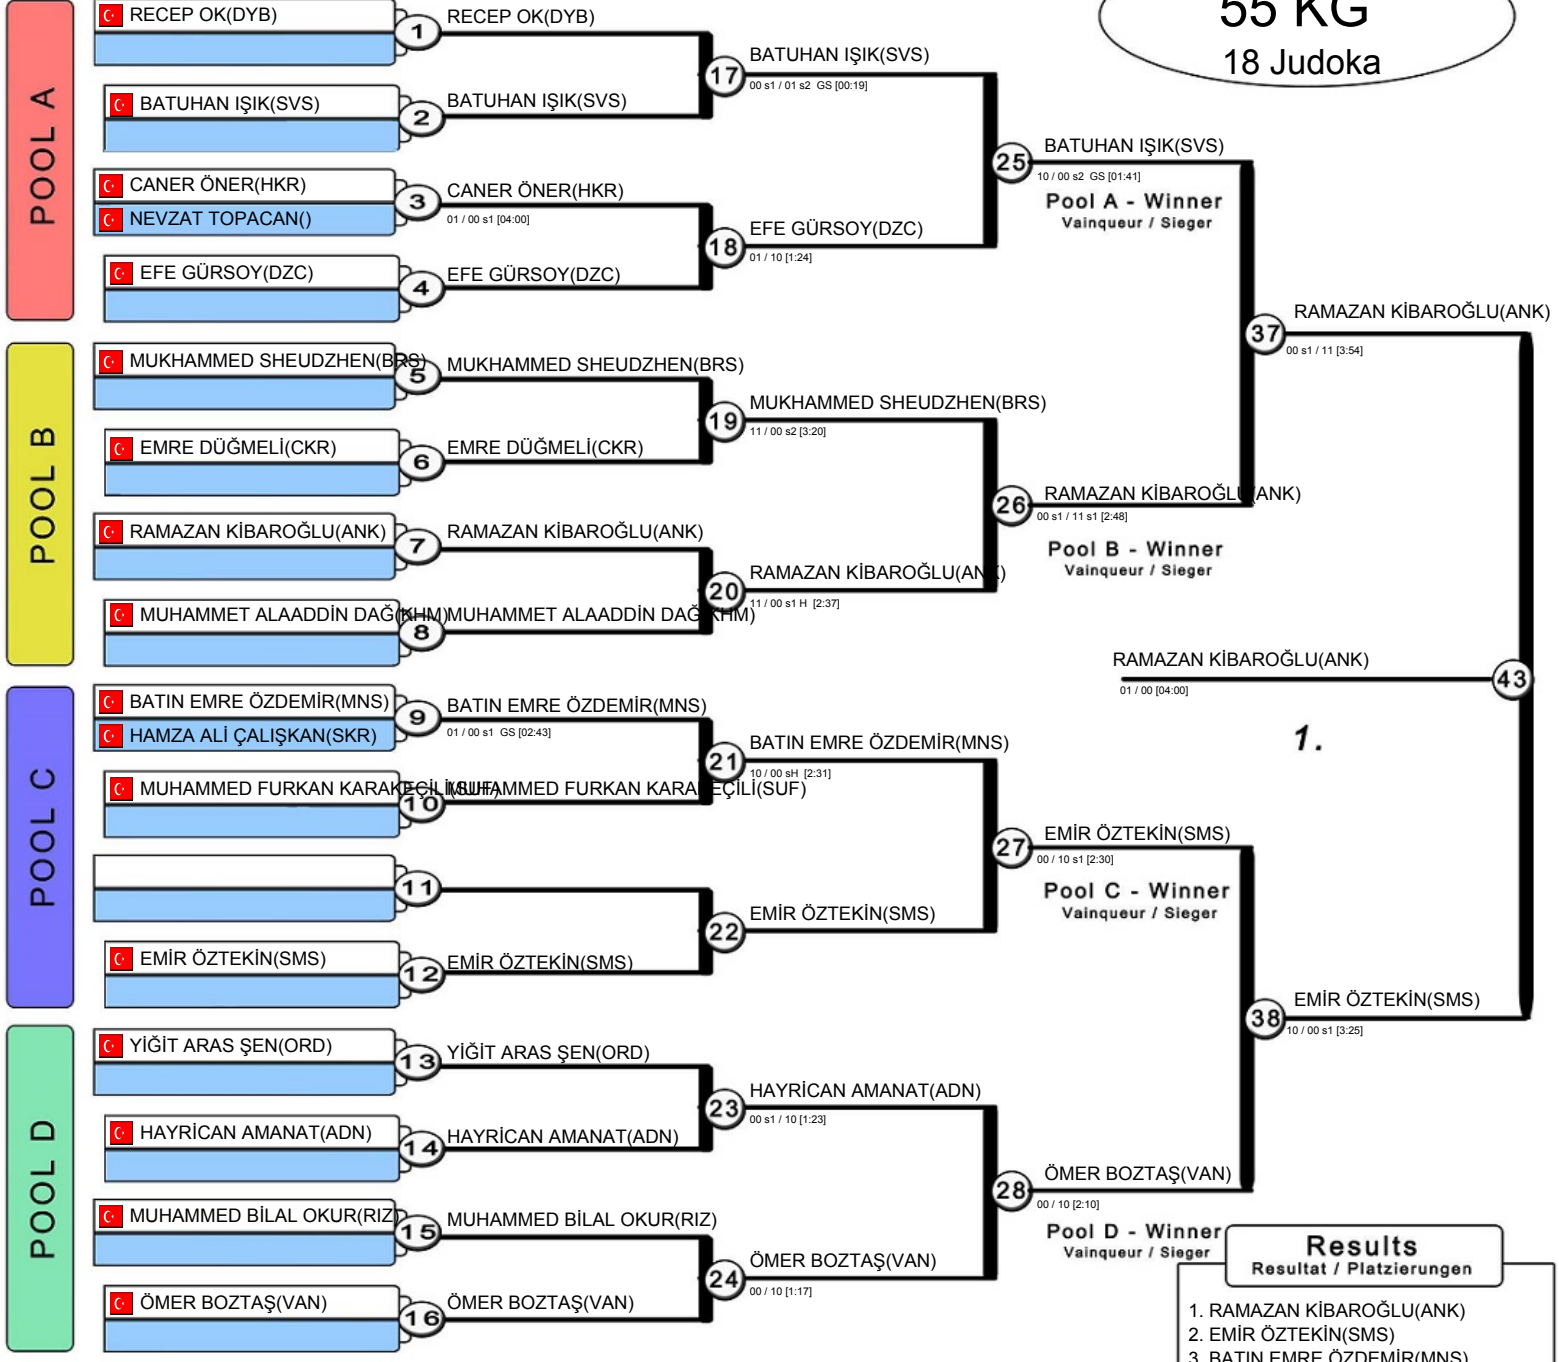 55 KG
18 Judoka
POOL A
RECEP OK(DYB)
1
RECEP OK(DYB)
BATUHAN IŞIK(SVS)
2
BATUHAN IŞIK(SVS)
17
BATUHAN IŞIK(SVS)
00 s1 / 01 s2 GS [00:19]
CANER ÖNER(HKR)
NEVZAT TOPACAN()
3
CANER ÖNER(HKR)
01 / 00 s1 [04:00]
EFE GÜRSOY(DZC)
4
EFE GÜRSOY(DZC)
18
EFE GÜRSOY(DZC)
01 / 10 [1:24]
25
BATUHAN IŞIK(SVS)
10 / 00 s2 GS [01:41]
Pool A - Winner
Vainqueur / Sieger
POOL B
MUKHAMMED SHEUDZHEN(BRS)
5
MUKHAMMED SHEUDZHEN(BRS)
EMRE DÜĞMELİ(CKR)
6
EMRE DÜĞMELİ(CKR)
19
MUKHAMMED SHEUDZHEN(BRS)
11 / 00 s2 [3:20]
RAMAZAN KİBAROĞLU(ANK)
7
RAMAZAN KİBAROĞLU(ANK)
MUHAMMET ALAADDİN DAĞ(KHM)
8
MUHAMMET ALAADDİN DAĞ(KHM)
20
RAMAZAN KİBAROĞLU(ANK)
11 / 00 s1 H [2:37]
26
RAMAZAN KİBAROĞLU(ANK)
00 s1 / 11 s1 [2:48]
Pool B - Winner
Vainqueur / Sieger
37
RAMAZAN KİBAROĞLU(ANK)
00 s1 / 11 [3:54]
RAMAZAN KİBAROĞLU(ANK)
43
01 / 00 [04:00]
1.
POOL C
BATIN EMRE ÖZDEMİR(MNS)
HAMZA ALİ ÇALIŞKAN(SKR)
9
BATIN EMRE ÖZDEMİR(MNS)
01 / 00 s1 GS [02:43]
MUHAMMED FURKAN KARAKEÇİLİ(SUF)
10
MUHAMMED FURKAN KARAKEÇİLİ(SUF)
21
BATIN EMRE ÖZDEMİR(MNS)
10 / 00 sH [2:31]
11
EMİR ÖZTEKİN(SMS)
12
EMİR ÖZTEKİN(SMS)
22
EMİR ÖZTEKİN(SMS)
27
EMİR ÖZTEKİN(SMS)
00 / 10 s1 [2:30]
Pool C - Winner
Vainqueur / Sieger
POOL D
YİĞİT ARAS ŞEN(ORD)
13
YİĞİT ARAS ŞEN(ORD)
HAYRİCAN AMANAT(ADN)
14
HAYRİCAN AMANAT(ADN)
23
HAYRİCAN AMANAT(ADN)
00 s1 / 10 [1:23]
MUHAMMED BİLAL OKUR(RIZ)
15
MUHAMMED BİLAL OKUR(RIZ)
ÖMER BOZTAŞ(VAN)
16
ÖMER BOZTAŞ(VAN)
24
ÖMER BOZTAŞ(VAN)
00 / 10 [1:17]
28
ÖMER BOZTAŞ(VAN)
00 / 10 [2:10]
Pool D - Winner
Vainqueur / Sieger
38
EMİR ÖZTEKİN(SMS)
10 / 00 s1 [3:25]
Results
Resultat / Platzierungen
1. RAMAZAN KİBAROĞLU(ANK)
2. EMİR ÖZTEKİN(SMS)
3. BATIN EMRE ÖZDEMİR(MNS)